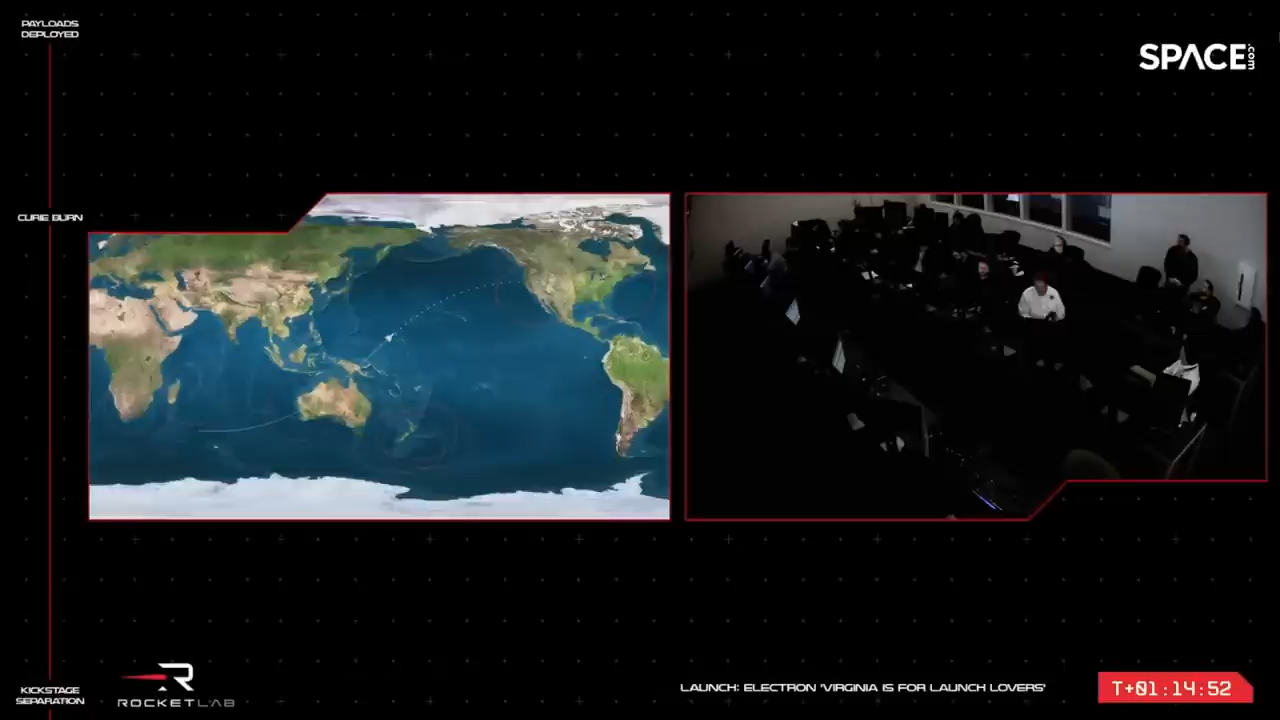 PAYLOADS
DEPLOYED
SPACE.com
CURIE BURN
KICKSTAGE
SEPARATION
ROCKETLAB
LAUNCH: ELECTRON 'VIRGINIA IS FOR LAUNCH LOVERS'
T+01:14:52